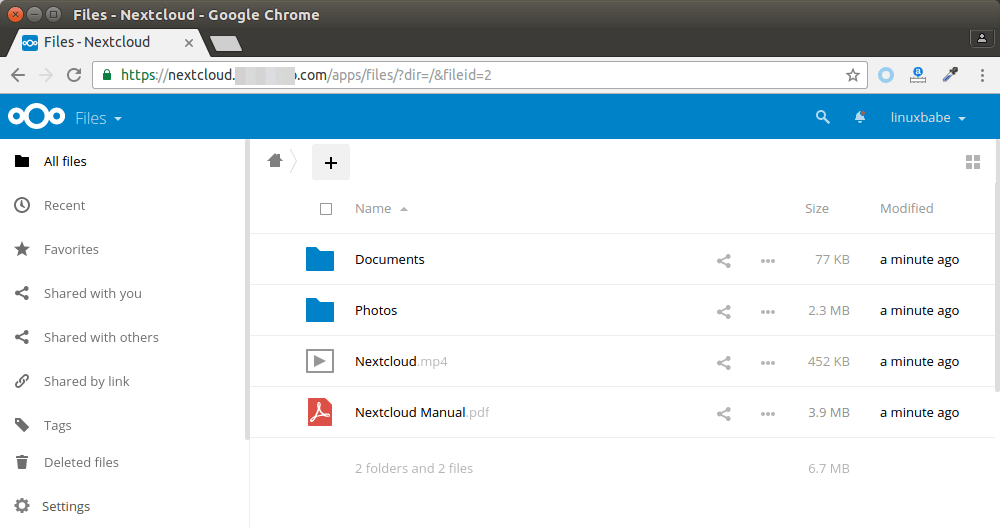 Files - Nextcloud - Google Chrome
Files - Nextcloud
https://nextcloud. .com/apps/files/?dir=/&fileid=2
Files
linuxbabe
All files
Recent
Favorites
Shared with you
Shared with others
Shared by link
Tags
Deleted files
Settings
+
Name Size Modified
Documents 77 KB a minute ago
Photos 2.3 MB a minute ago
Nextcloud.mp4 452 KB a minute ago
Nextcloud Manual.pdf 3.9 MB a minute ago
2 folders and 2 files 6.7 MB